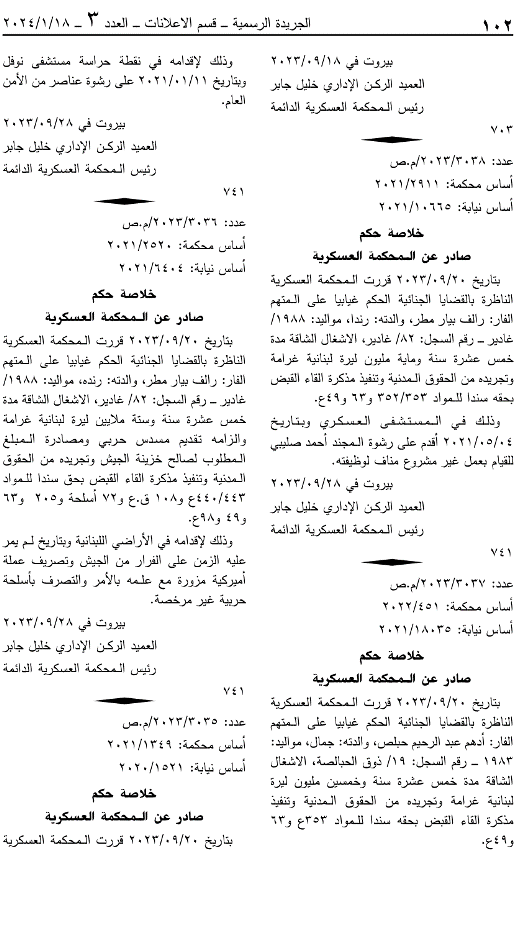 ١٠٢
الجريدة الرسمية – قسم الاعلانات – العدد ٣ – ٢٠٢٤/١/١٨
بيروت في ٢٠٢٣/٠٩/١٨
العميد الركن الإداري خليل جابر
رئيس المحكمة العسكرية الدائمة
٧٠٣
عدد: ٢٠٢٣/٣٠٣٨/م.ص
أساس محكمة: ٢٠٢١/٢٩١١
أساس نيابة: ٢٠٢١/١٠٦٦٥
خلاصة حكم
صادر عن المحكمة العسكرية
بتاريخ ٢٠٢٣/٠٩/٢٠ قررت المحكمة العسكرية
الناظرة بالقضايا الجنائية الحكم غيابيا على المتهم
الفار: رالف بيار مطر، والدته: رندا، مواليد: ١٩٨٨/
غادير – رقم السجل: ٨٢/ غادير، الاشغال الشاقة مدة
خمس عشرة سنة وماية مليون ليرة لبنانية غرامة
وتجريده من الحقوق المدنية وتنفيذ مذكرة القاء القبض
بحقه سندا للمواد ٣٥٢/٣٥٣ و٦٣ و٤٩ع.
وذلك في المستشفى العسكري وبتاريخ
٢٠٢١/٠٥/٠٤ أقدم على رشوة المجند أحمد صليبي
للقيام بعمل غير مشروع مناف لوظيفته.
بيروت في ٢٠٢٣/٠٩/٢٨
العميد الركن الإداري خليل جابر
رئيس المحكمة العسكرية الدائمة
٧٤١
عدد: ٢٠٢٣/٣٠٣٧/م.ص
أساس محكمة: ٢٠٢٢/٤٥١
أساس نيابة: ٢٠٢١/١٨٠٣٥
خلاصة حكم
صادر عن المحكمة العسكرية
بتاريخ ٢٠٢٣/٠٩/٢٠ قررت المحكمة العسكرية
الناظرة بالقضايا الجنائية الحكم غيابيا على المتهم
الفار: أدهم عبد الرحيم حبلص، والدته: جمال، مواليد:
١٩٨٣ – رقم السجل: ١٩/ ذوق الحبالصة، الاشغال
الشاقة مدة خمس عشرة سنة وخمسين مليون ليرة
لبنانية غرامة وتجريده من الحقوق المدنية وتنفيذ
مذكرة القاء القبض بحقه سندا للمواد ٣٥٣ع و٦٣
و٤٩ع.
وذلك لإقدامه في نقطة حراسة مستشفى نوفل
وبتاريخ ٢٠٢١/٠١/١١ على رشوة عناصر من الأمن
العام.
بيروت في ٢٠٢٣/٠٩/٢٨
العميد الركن الإداري خليل جابر
رئيس المحكمة العسكرية الدائمة
٧٤١
عدد: ٢٠٢٣/٣٠٣٦/م.ص
أساس محكمة: ٢٠٢١/٢٥٢٠
أساس نيابة: ٢٠٢١/٦٤٠٤
خلاصة حكم
صادر عن المحكمة العسكرية
بتاريخ ٢٠٢٣/٠٩/٢٠ قررت المحكمة العسكرية
الناظرة بالقضايا الجنائية الحكم غيابيا على المتهم
الفار: رالف بيار مطر، والدته: رنده، مواليد: ١٩٨٨/
غادير – رقم السجل: ٨٢/ غادير، الاشغال الشاقة مدة
خمس عشرة سنة وستة ملايين ليرة لبنانية غرامة
والزامه تقديم مسدس حربي ومصادرة المبلغ
المطلوب لصالح خزينة الجيش وتجريده من الحقوق
المدنية وتنفيذ مذكرة القاء القبض بحق سندا للمواد
٤٤٠/٤٤٣ع و١٠٨ ق.ع و٧٢ أسلحة و٢٠٥ و٦٣
و٤٩ و٩٨ع.
وذلك لإقدامه في الأراضي اللبنانية وبتاريخ لم يمر
عليه الزمن على الفرار من الجيش وتصريف عملة
أميركية مزورة مع علمه بالأمر والتصرف بأسلحة
حربية غير مرخصة.
بيروت في ٢٠٢٣/٠٩/٢٨
العميد الركن الإداري خليل جابر
رئيس المحكمة العسكرية الدائمة
٧٤١
عدد: ٢٠٢٣/٣٠٣٥/م.ص
أساس محكمة: ٢٠٢١/١٣٤٩
أساس نيابة: ٢٠٢٠/١٥٢١
خلاصة حكم
صادر عن المحكمة العسكرية
بتاريخ ٢٠٢٣/٠٩/٢٠ قررت المحكمة العسكرية